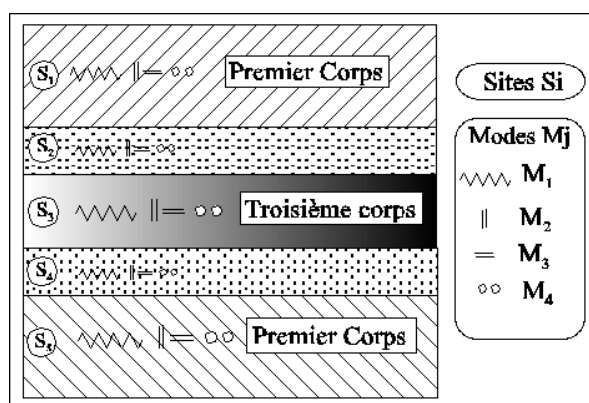 S1 Premier Corps
S2
S3 Troisième corps
S4
S5 Premier Corps
Sites Si
Modes Mj
M1
M2
M3
M4